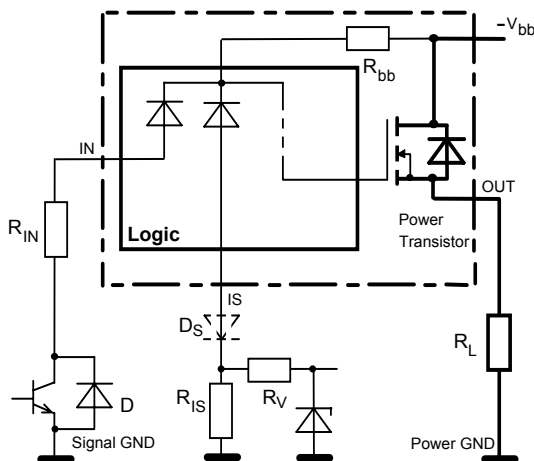 -Vbb
Rbb
IN
OUT
RIN
Power
Transistor
Logic
IS
DS
RL
D
RIS
RV
Signal GND
Power GND